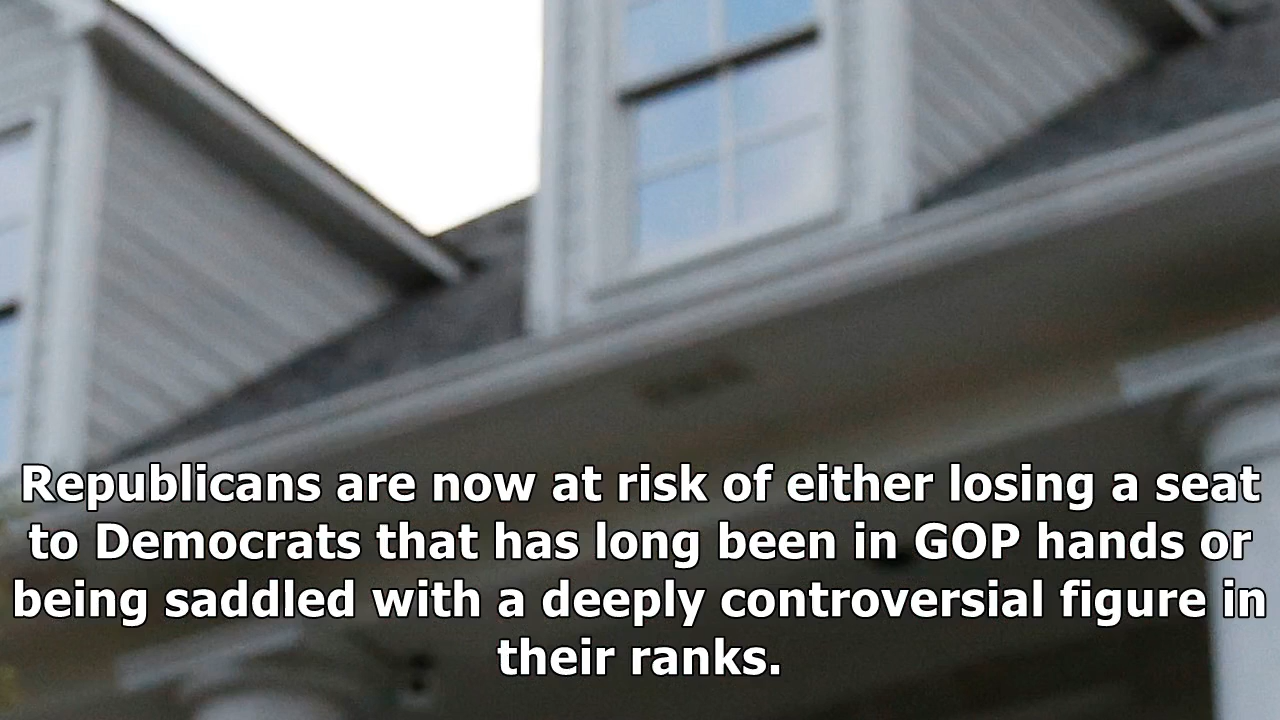 Republicans are now at risk of either losing a seat
to Democrats that has long been in GOP hands or
being saddled with a deeply controversial figure in
their ranks.